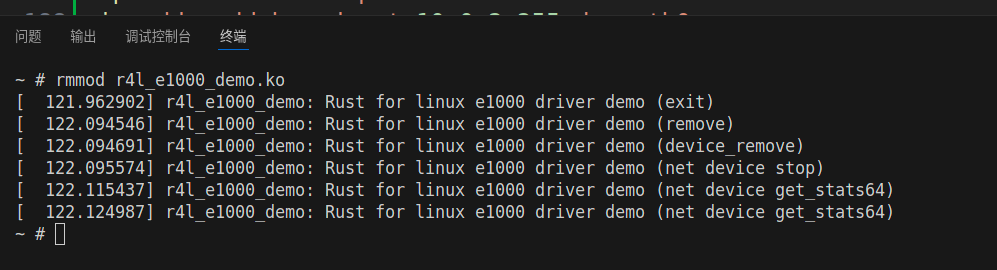 问题 输出 调试控制台 终端
~ # rmmod r4l_e1000_demo.ko
[  121.962902] r4l_e1000_demo: Rust for linux e1000 driver demo (exit)
[  122.094546] r4l_e1000_demo: Rust for linux e1000 driver demo (remove)
[  122.094691] r4l_e1000_demo: Rust for linux e1000 driver demo (device_remove)
[  122.095574] r4l_e1000_demo: Rust for linux e1000 driver demo (net device stop)
[  122.115437] r4l_e1000_demo: Rust for linux e1000 driver demo (net device get_stats64)
[  122.124987] r4l_e1000_demo: Rust for linux e1000 driver demo (net device get_stats64)
~ #